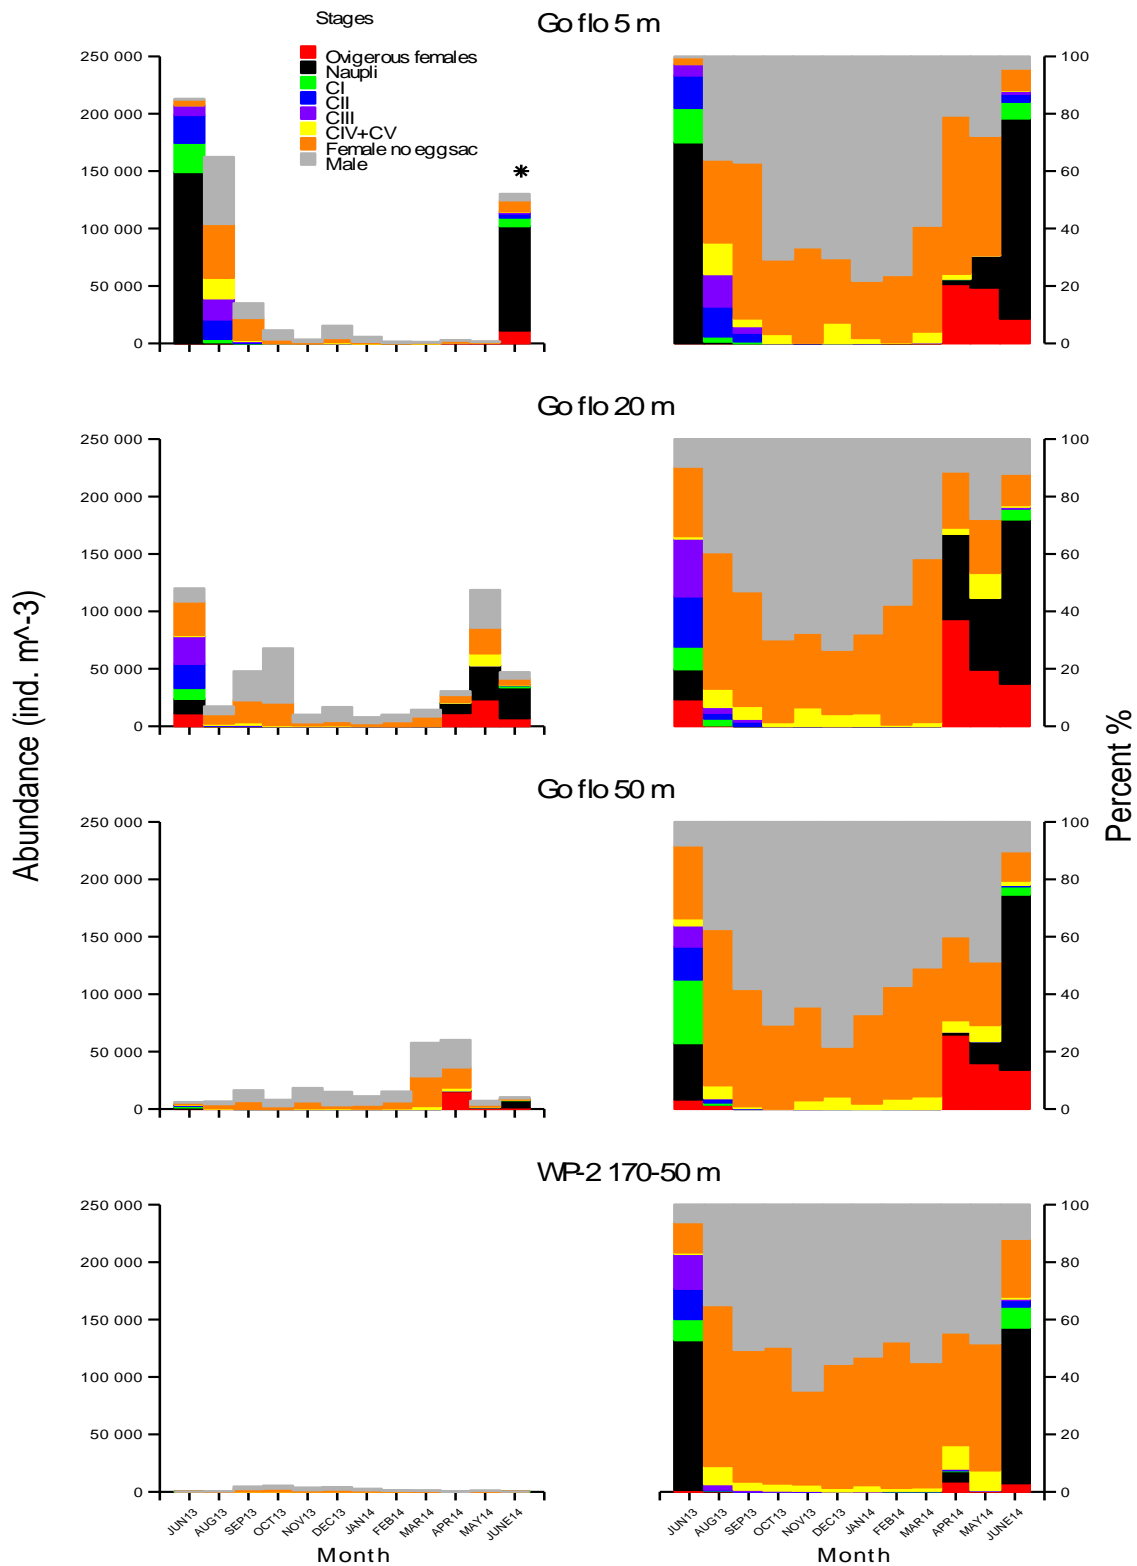 Stages
Go flo 5 m
Ovigerous females
Naupli
CI
CII
CIII
CIV+CV
Female no eggsac
Male
*
250 000
200 000
150 000
100 000
50 000
0
100
80
60
40
20
0
Go flo 20 m
250 000
200 000
150 000
100 000
50 000
0
100
80
60
40
20
0
Abundance (ind. m^-3)
Percent %
Go flo 50 m
250 000
200 000
150 000
100 000
50 000
0
100
80
60
40
20
0
WP-2 170-50 m
250 000
200 000
150 000
100 000
50 000
0
100
80
60
40
20
0
JUN13 AUG13 SEP13 OCT13 NOV13 DEC13 JAN14 FEB14 MAR14 APR14 MAY14 JUNE14
JUN13 AUG13 SEP13 OCT13 NOV13 DEC13 JAN14 FEB14 MAR14 APR14 MAY14 JUNE14
Month
Month